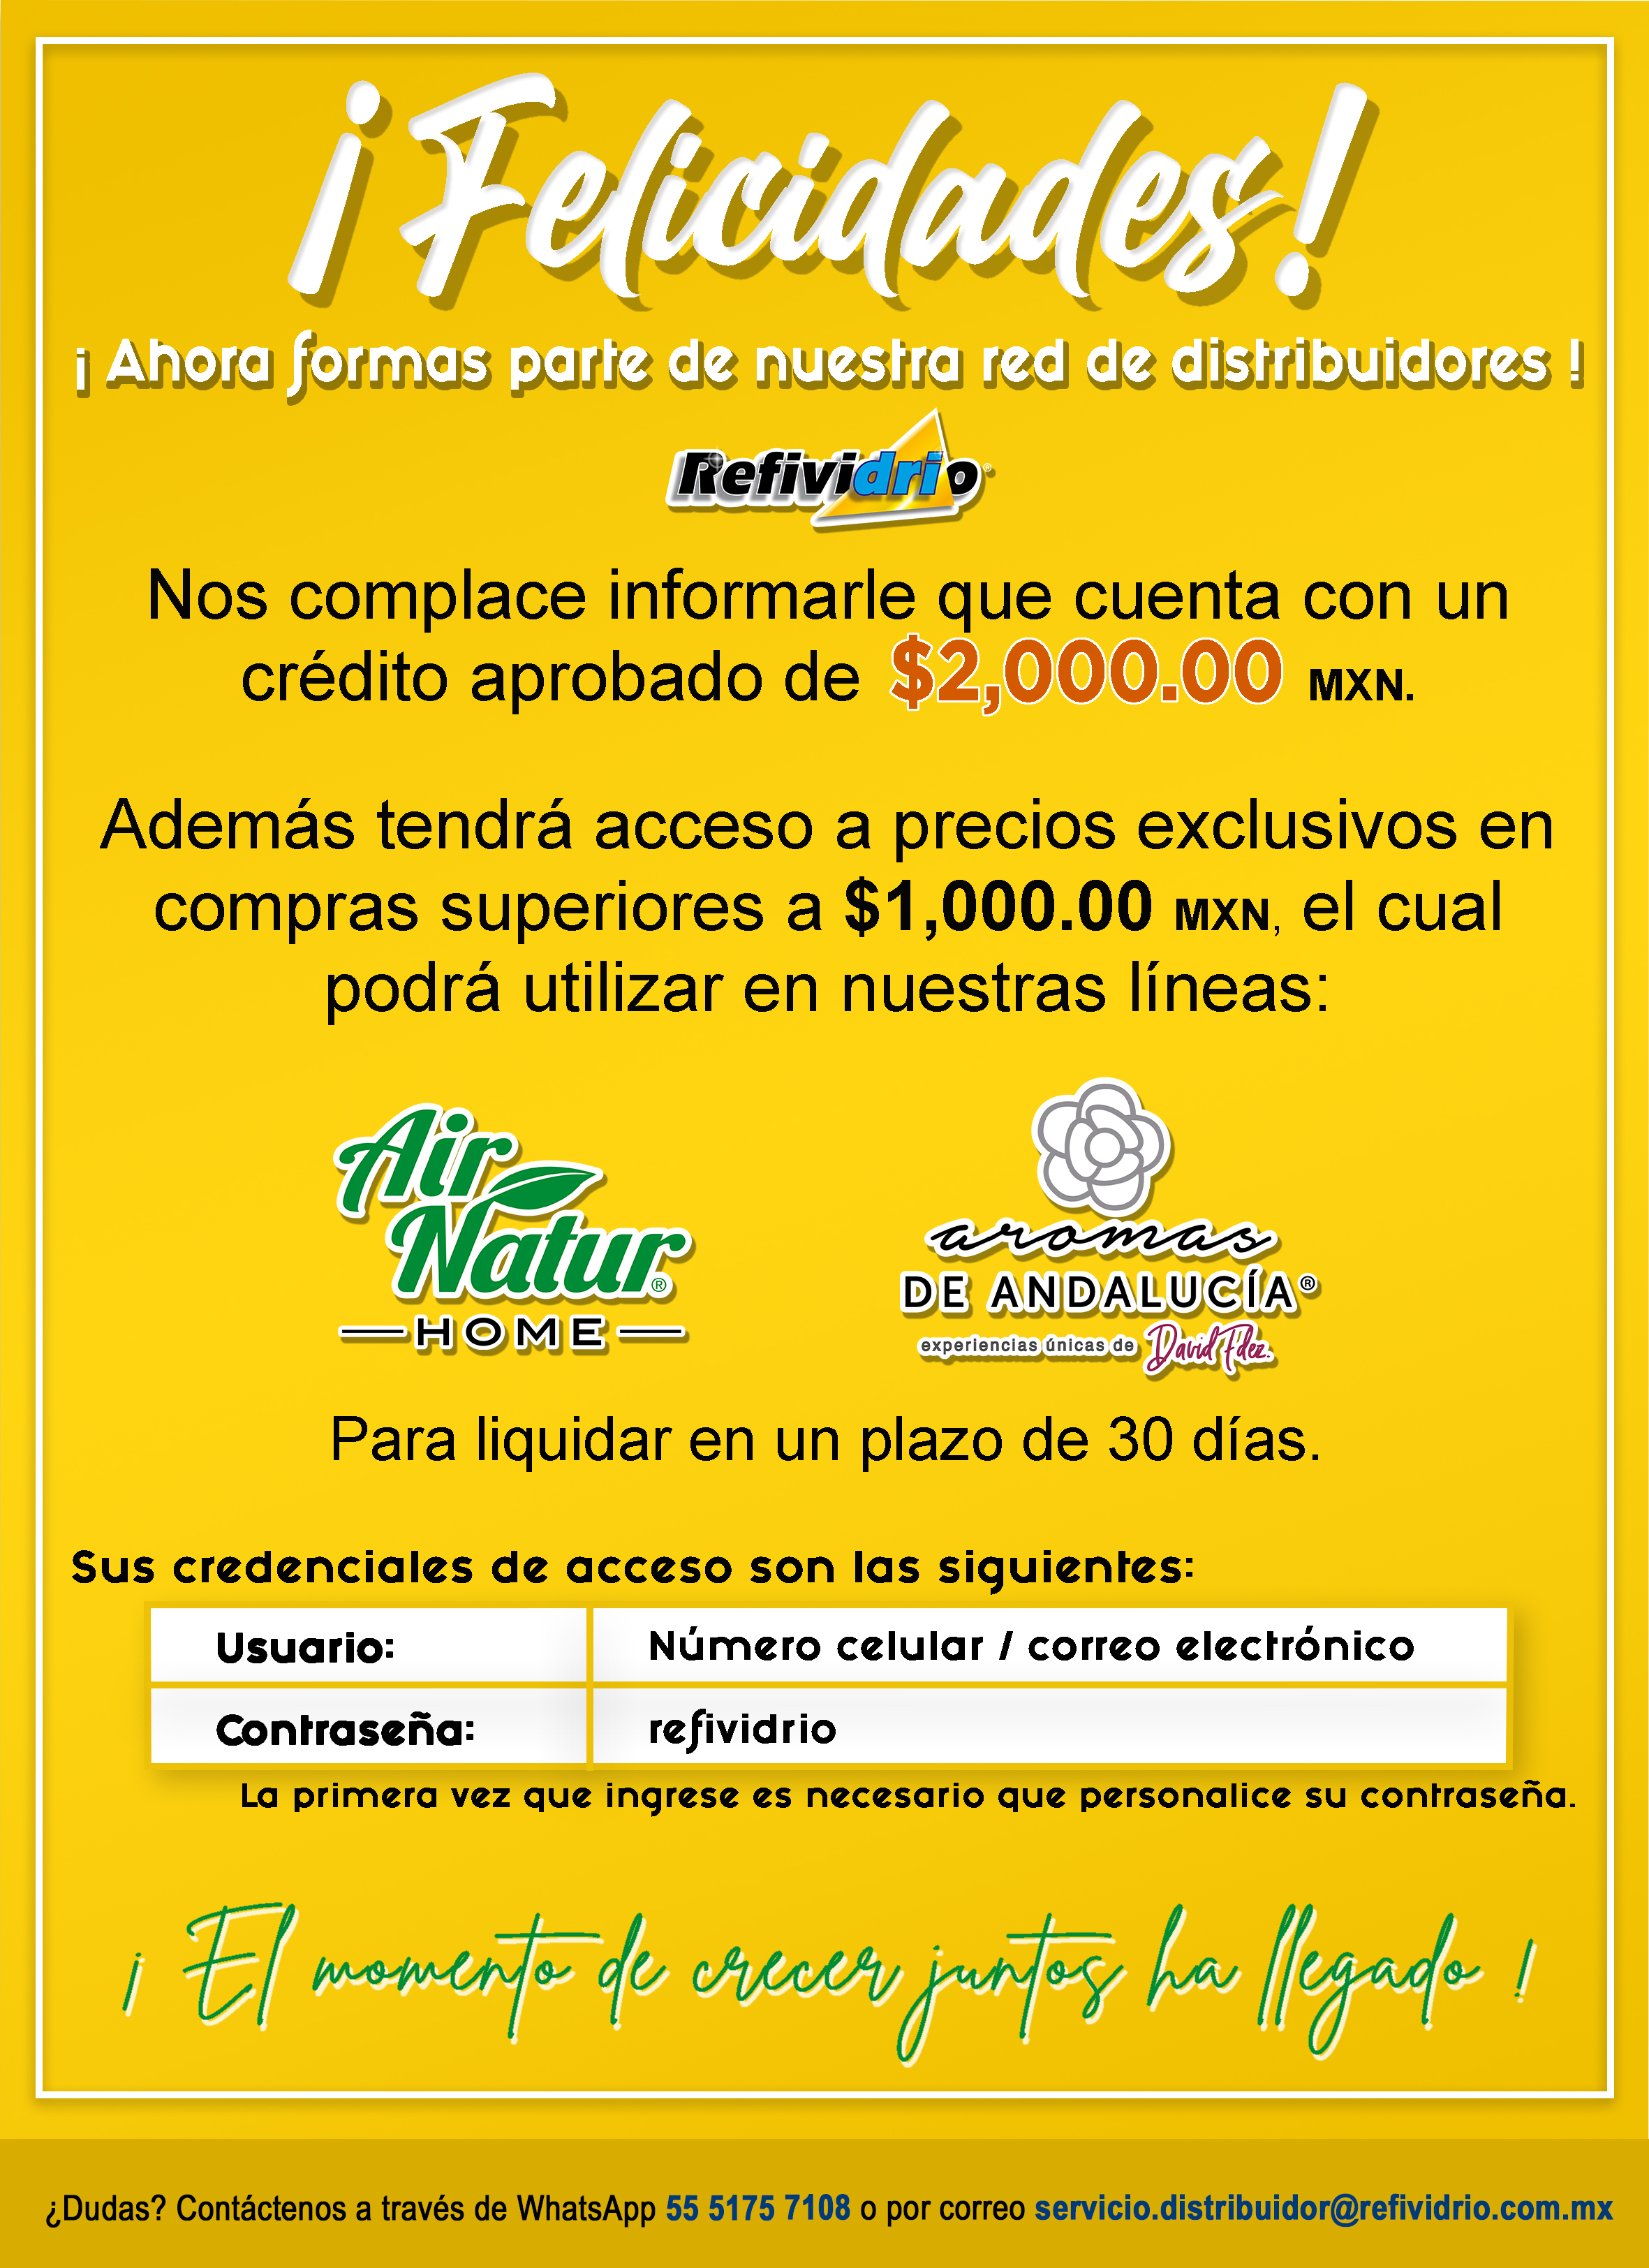 ¡Felicidades!
¡ Ahora formas parte de nuestra red de distribuidores !
Refividrio®
Nos complace informarle que cuenta con un
crédito aprobado de $2,000.00 MXN.
Además tendrá acceso a precios exclusivos en
compras superiores a $1,000.00 MXN, el cual
podrá utilizar en nuestras líneas:
Air
Natur®
HOME
aromas
DE ANDALUCÍA®
experiencias únicas de David Fdez.
Para liquidar en un plazo de 30 días.
Sus credenciales de acceso son las siguientes:
Usuario: Número celular / correo electrónico
Contraseña: refividrio
La primera vez que ingrese es necesario que personalice su contraseña.
¡ El momento de crecer juntos ha llegado !
¿Dudas? Contáctenos a través de WhatsApp 55 5175 7108 o por correo servicio.distribuidor@refividrio.com.mx